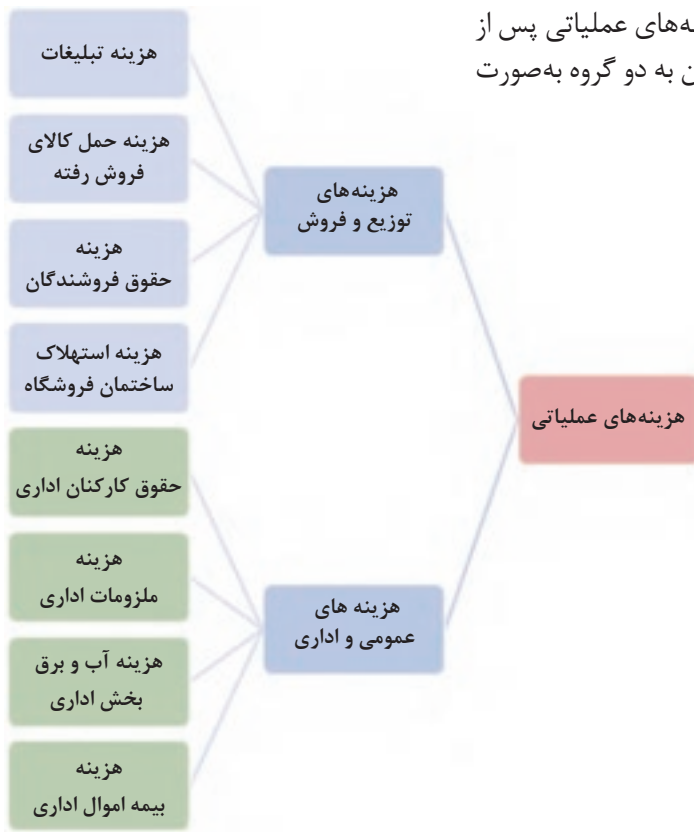 ه‌های عملیاتی پس از
ن به دو گروه به‌صورت
هزینه‌های عملیاتی
هزینه‌های
توزیع و فروش
هزینه تبلیغات
هزینه حمل کالای
فروش رفته
هزینه
حقوق فروشندگان
هزینه استهلاک
ساختمان فروشگاه
هزینه های
عمومی و اداری
هزینه
حقوق کارکنان اداری
هزینه
ملزومات اداری
هزینه آب و برق
بخش اداری
هزینه
بیمه اموال اداری